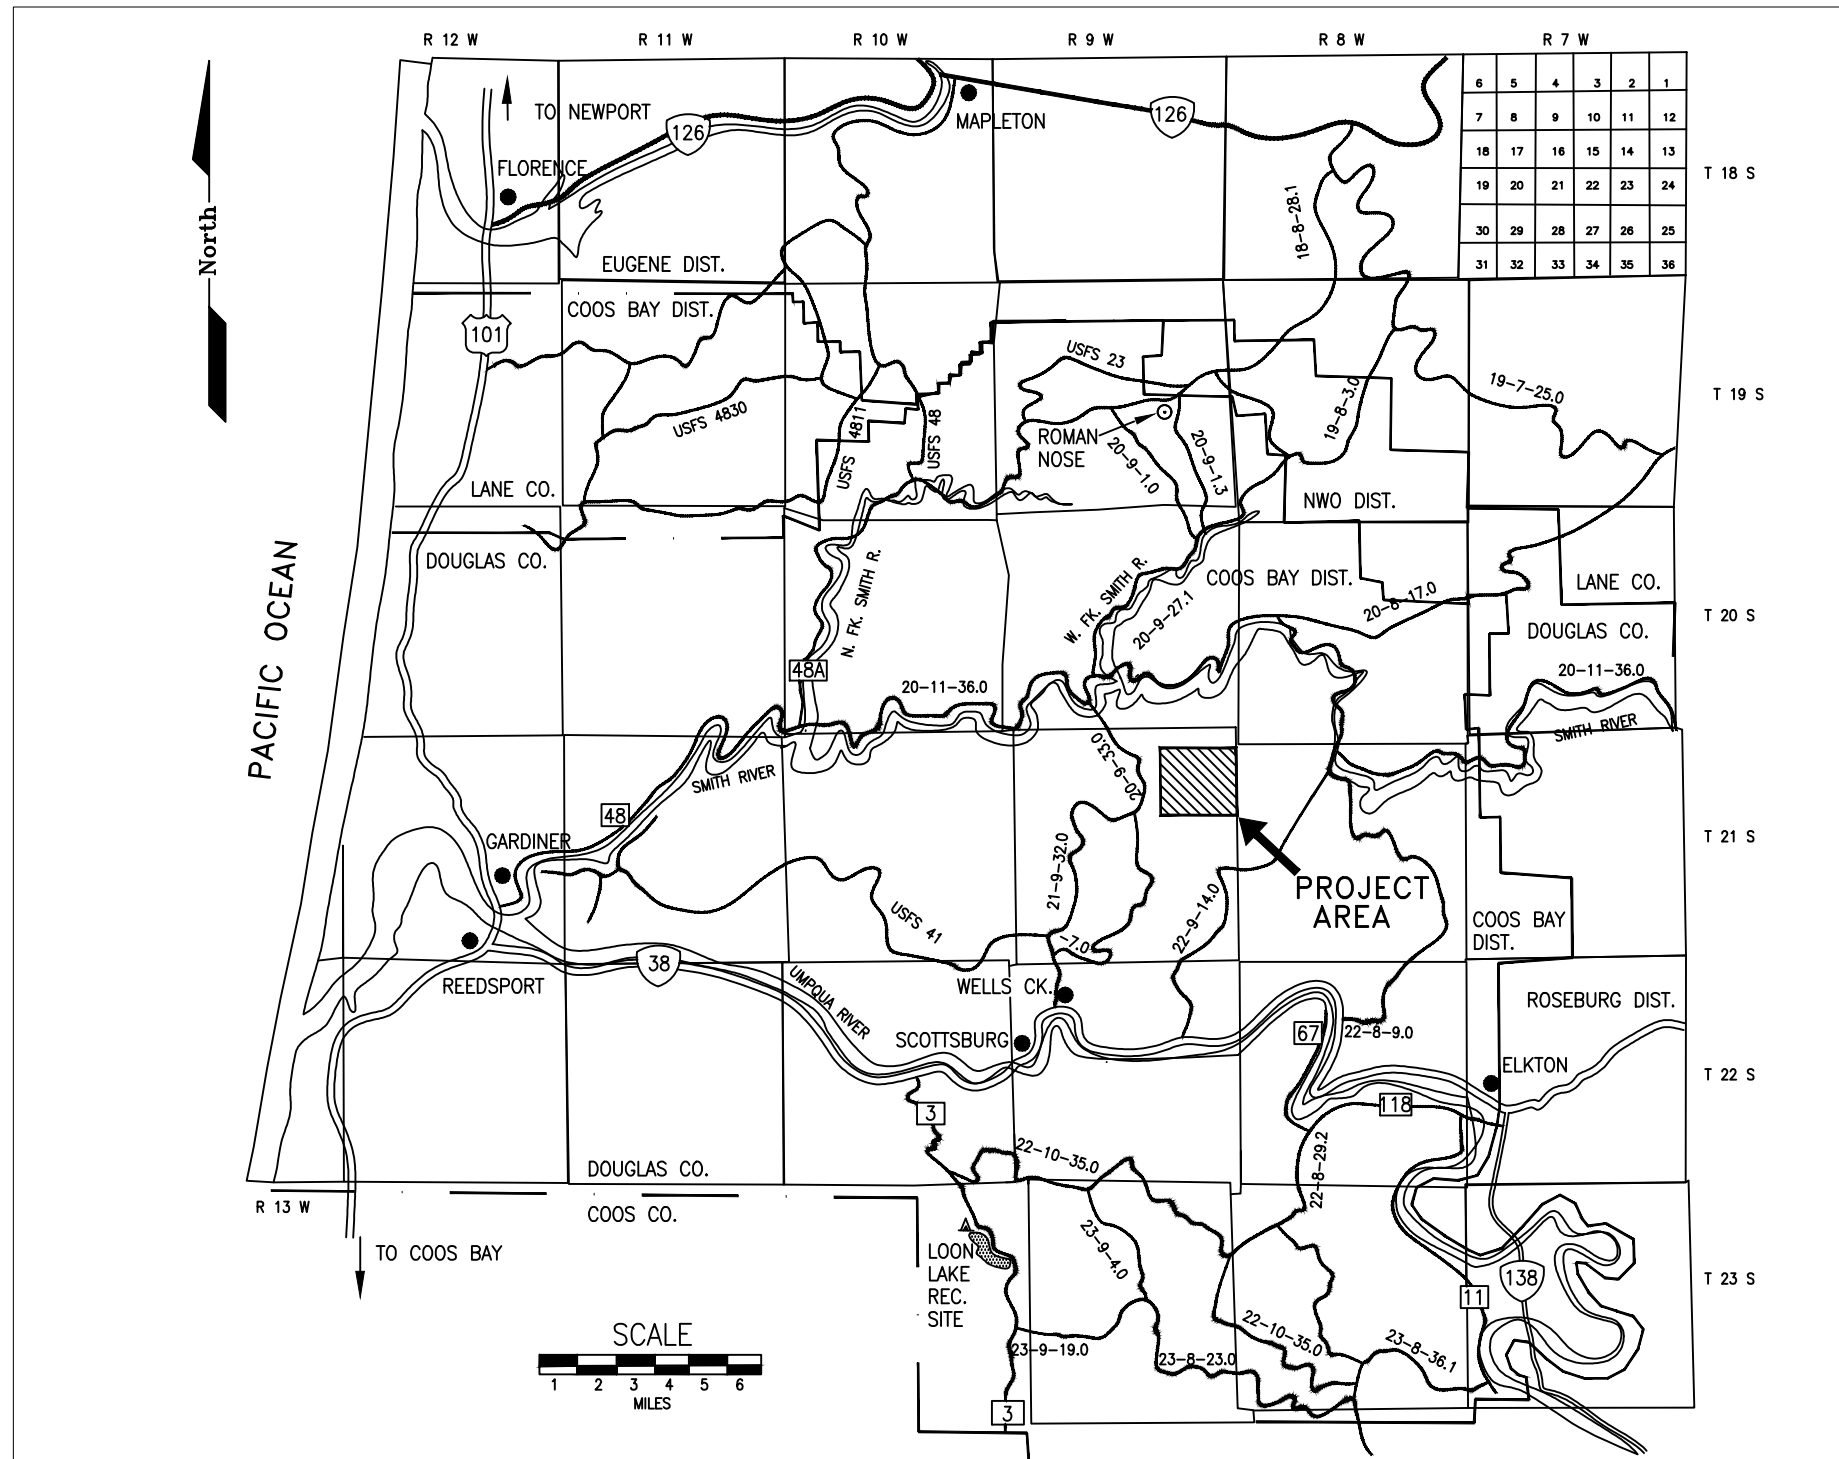 R 12 W
R 11 W
R 10 W
R 9 W
R 8 W
R 7 W
6 5 4 3 2 1
7 8 9 10 11 12
18 17 16 15 14 13
19 20 21 22 23 24
30 29 28 27 26 25
31 32 33 34 35 36
T 18 S
T 19 S
T 20 S
T 21 S
T 22 S
T 23 S
North
TO NEWPORT
126
MAPLETON
126
FLORENCE
18-8-28.1
EUGENE DIST.
COOS BAY DIST.
101
USFS 23
USFS 4830
USFS 4811
USFS 48
ROMAN
NOSE
20-9-1.0
20-9-1.3
19-8-3.0
19-7-25.0
LANE CO.
NWO DIST.
DOUGLAS CO.
PACIFIC OCEAN
N. FK. SMITH R.
W. FK. SMITH R.
20-9-27.1
COOS BAY DIST.
20-8-17.0
LANE CO.
DOUGLAS CO.
48A
20-11-36.0
20-11-36.0
SMITH RIVER
SMITH RIVER
20-9-33.0
48
GARDINER
21-9-32.0
PROJECT
AREA
22-9-14.0
USFS 41
-7.0
COOS BAY
DIST.
38
REEDSPORT
UMPQUA RIVER
WELLS CK.
SCOTTSBURG
67
22-8-9.0
ROSEBURG DIST.
ELKTON
3
118
22-10-35.0
22-8-29.2
DOUGLAS CO.
R 13 W
COOS CO.
TO COOS BAY
LOON
LAKE
REC.
SITE
23-9-4.0
138
11
SCALE
1 2 3 4 5 6
MILES
23-9-19.0
23-8-23.0
22-10-35.0
23-8-36.1
3